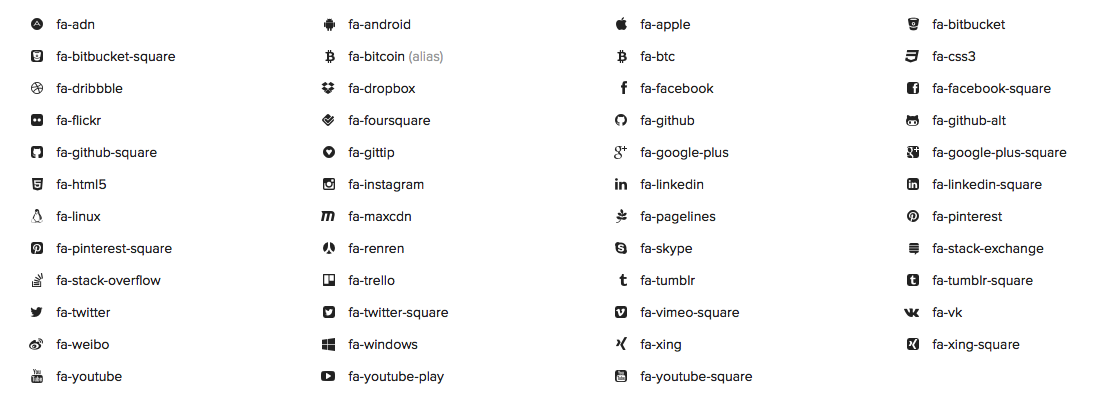 fa-adn fa-android fa-apple fa-bitbucket
fa-bitbucket-square fa-bitcoin (alias) fa-btc fa-css3
fa-dribbble fa-dropbox fa-facebook fa-facebook-square
fa-flickr fa-foursquare fa-github fa-github-alt
fa-github-square fa-gittip fa-google-plus fa-google-plus-square
fa-html5 fa-instagram fa-linkedin fa-linkedin-square
fa-linux fa-maxcdn fa-pagelines fa-pinterest
fa-pinterest-square fa-renren fa-skype fa-stack-exchange
fa-stack-overflow fa-trello fa-tumblr fa-tumblr-square
fa-twitter fa-twitter-square fa-vimeo-square fa-vk
fa-weibo fa-windows fa-xing fa-xing-square
fa-youtube fa-youtube-play fa-youtube-square